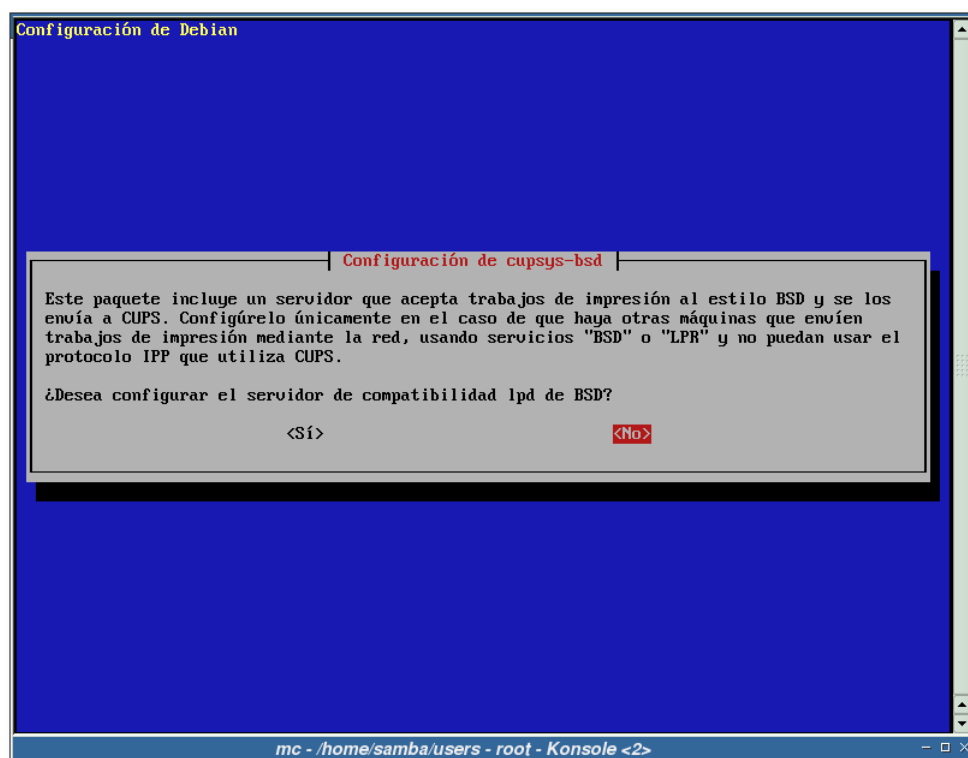 Configuración de Debian
Configuración de cupsys-bsd
Este paquete incluye un servidor que acepta trabajos de impresión al estilo BSD y se los
envía a CUPS. Configúrelo únicamente en el caso de que haya otras máquinas que envíen
trabajos de impresión mediante la red, usando servicios "BSD" o "LPR" y no puedan usar el
protocolo IPP que utiliza CUPS.
¿Desea configurar el servidor de compatibilidad lpd de BSD?
<Sí> <No>
mc - /home/samba/users - root - Konsole <2>